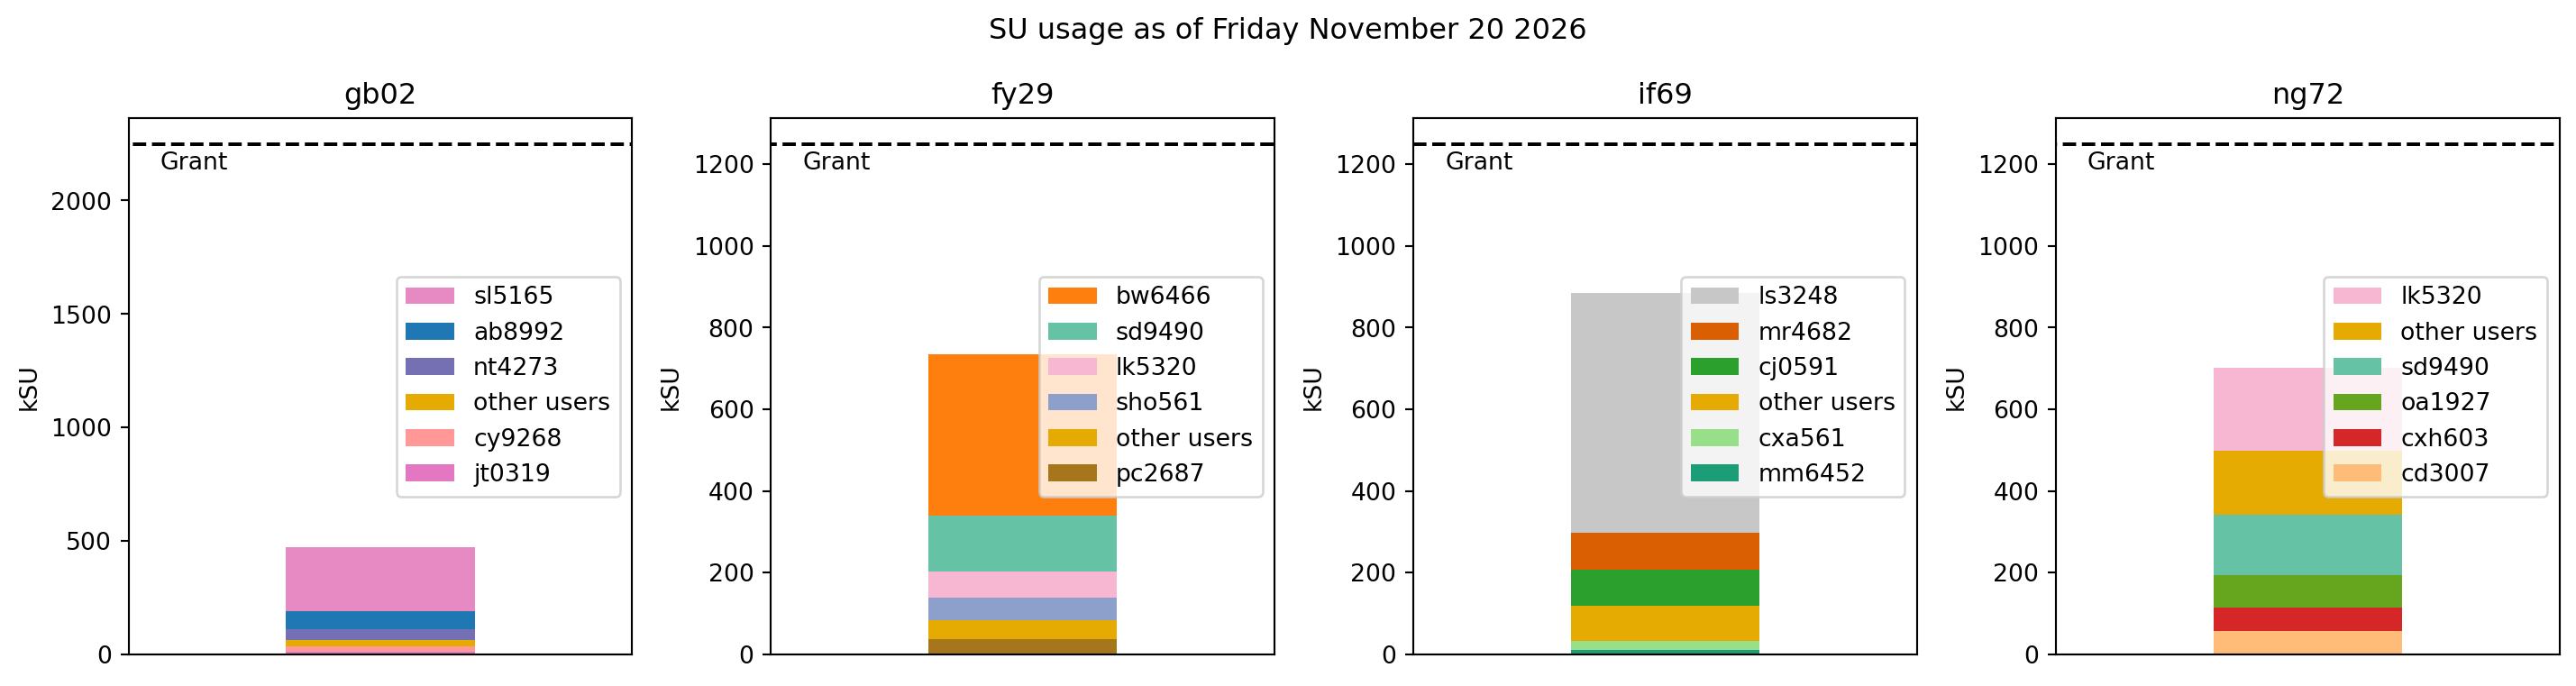 SU usage as of Friday November 20 2026
gb02
kSU
2000
1500
1000
500
0
Grant
sl5165
ab8992
nt4273
other users
cy9268
jt0319
fy29
kSU
1200
1000
800
600
400
200
0
Grant
bw6466
sd9490
lk5320
sho561
other users
pc2687
if69
kSU
1200
1000
800
600
400
200
0
Grant
ls3248
mr4682
cj0591
other users
cxa561
mm6452
ng72
kSU
1200
1000
800
600
400
200
0
Grant
lk5320
other users
sd9490
oa1927
cxh603
cd3007